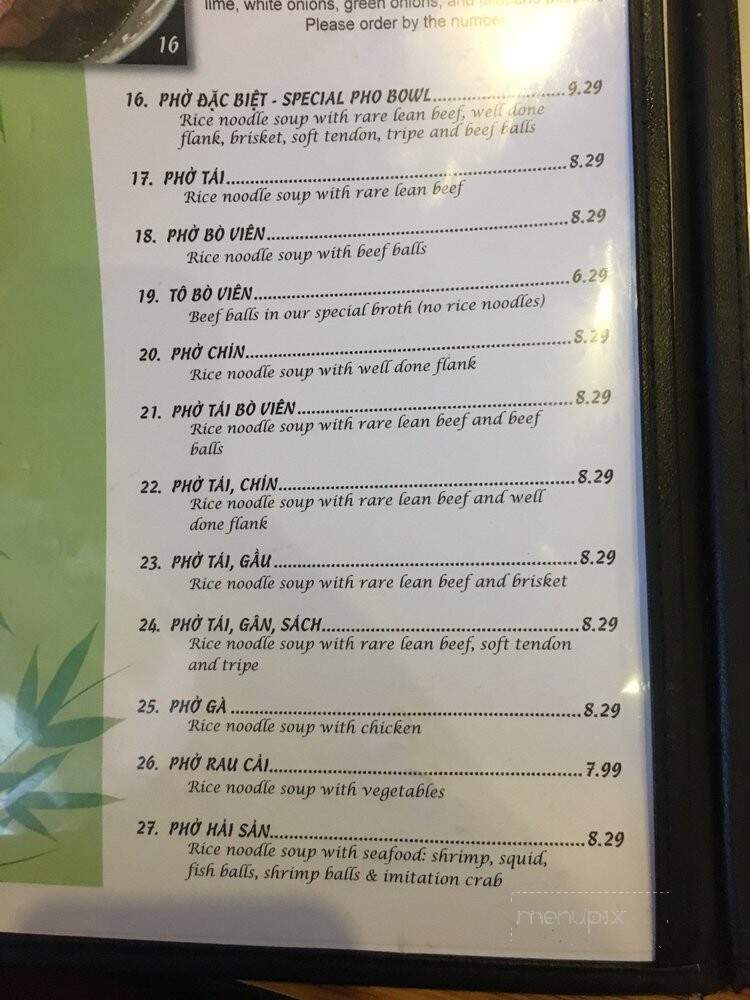 lime, white onions, green onions, and
Please order by the number
16
16. PHỞ ĐẶC BIỆT - SPECIAL PHO BOWL..................9.29
Rice noodle soup with rare lean beef, well done
flank, brisket, soft tendon, tripe and beef balls
17. PHỞ TÁI..................8.29
Rice noodle soup with rare lean beef
18. PHỞ BÒ VIÊN..................8.29
Rice noodle soup with beef balls
19. TÔ BÒ VIÊN..................6.29
Beef balls in our special broth (no rice noodles)
20. PHỞ CHÍN..................8.29
Rice noodle soup with well done flank
21. PHỞ TÁI BÒ VIÊN..................8.29
Rice noodle soup with rare lean beef and beef
balls
22. PHỞ TÁI, CHÍN..................8.29
Rice noodle soup with rare lean beef and well
done flank
23. PHỞ TÁI, GẦU..................8.29
Rice noodle soup with rare lean beef and brisket
24. PHỞ TÁI, GÂN, SÁCH..................8.29
Rice noodle soup with rare lean beef, soft tendon
and tripe
25. PHỞ GÀ ..................8.29
Rice noodle soup with chicken
26. PHỞ RAU CẢI..................7.99
Rice noodle soup with vegetables
27. PHỞ HẢI SẢN..................8.29
Rice noodle soup with seafood: shrimp, squid,
fish balls, shrimp balls & imitation crab
menupix